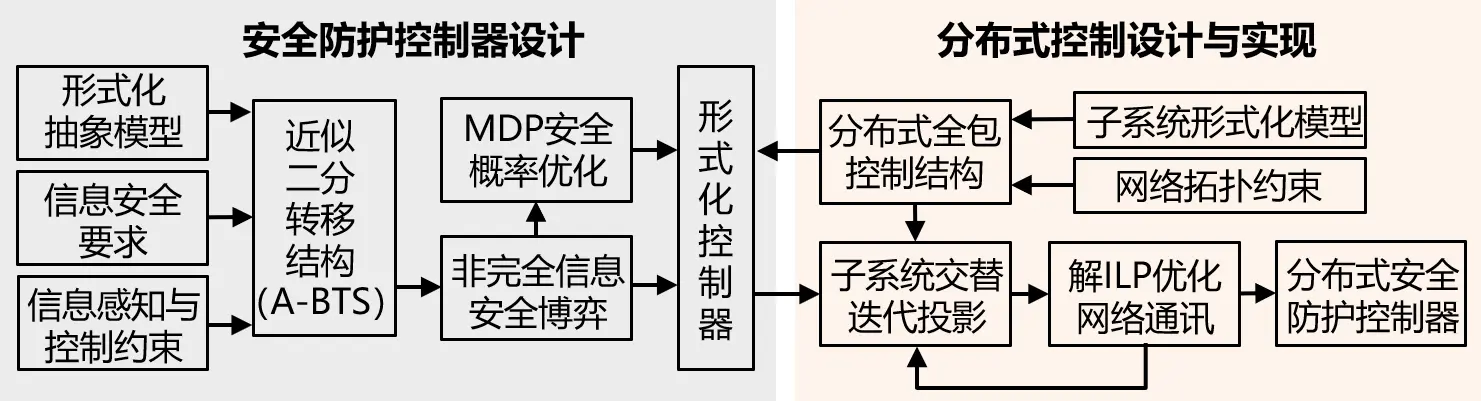 安全防护控制器设计
形式化
抽象模型
信息安全
要求
信息感知与
控制约束
近似
二分
转移
结构
(A-BTS)
MDP安全
概率优化
非完全信息
安全博弈
形式化控制器
分布式控制设计与实现
分布式全包
控制结构
子系统形式化模型
网络拓扑约束
子系统交替
迭代投影
解ILP优化
网络通讯
分布式安全
防护控制器